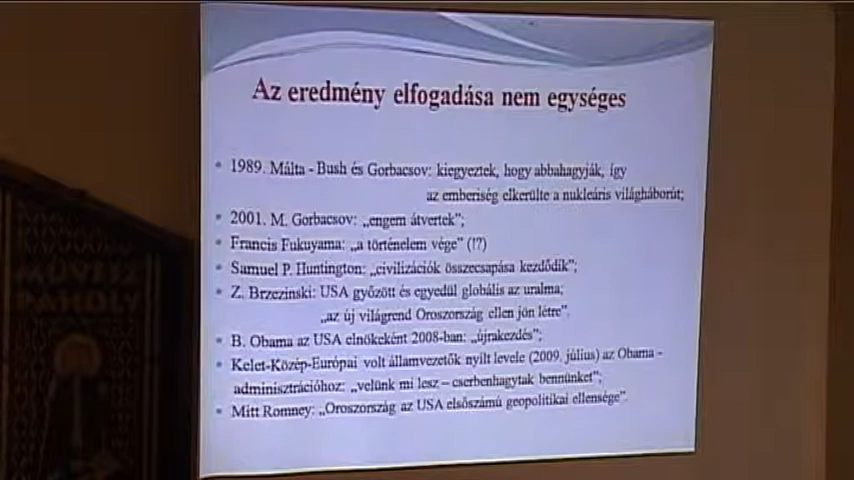 Az eredmény elfogadása nem egységes
• 1989. Málta - Bush és Gorbacsov: kiegyeztek, hogy abbahagyják, így
az emberiség elkerülte a nukleáris világháborút;
• 2001. M. Gorbacsov: „engem átvertek”;
• Francis Fukuyama: „a történelem vége” (!?)
• Samuel P. Huntington: „civilizációk összecsapása kezdődik”;
• Z. Brzezinski: USA győzött és egyedül globális az uralma;
„az új világrend Oroszország ellen jön létre”.
• B. Obama az USA elnökeként 2008-ban: „újrakezdés”;
• Kelet-Közép-Európai volt államvezetők nyílt levele (2009. július) az Obama -
adminisztrációhoz: „velünk mi lesz – cserbenhagytak bennünket”;
• Mitt Romney: „Oroszország az USA elsőszámú geopolitikai ellensége”.
MŰVÉSZ
PÁHOLY